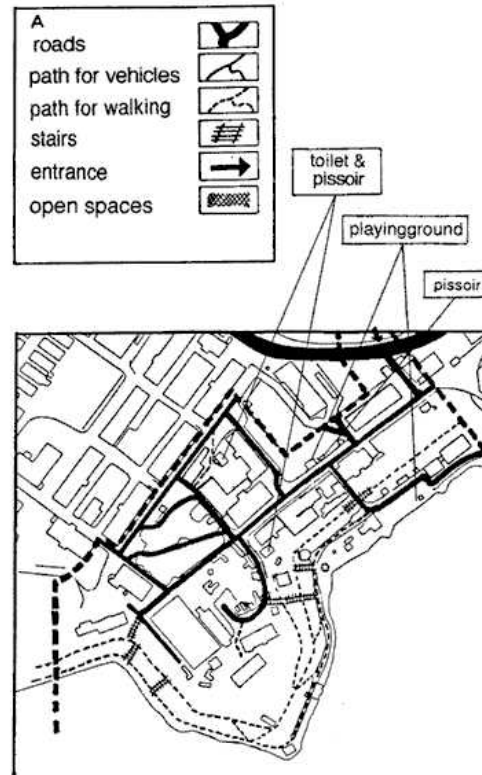 A
roads
path for vehicles
path for walking
stairs
entrance
open spaces
toilet &
pissoir
playingground
pissoir